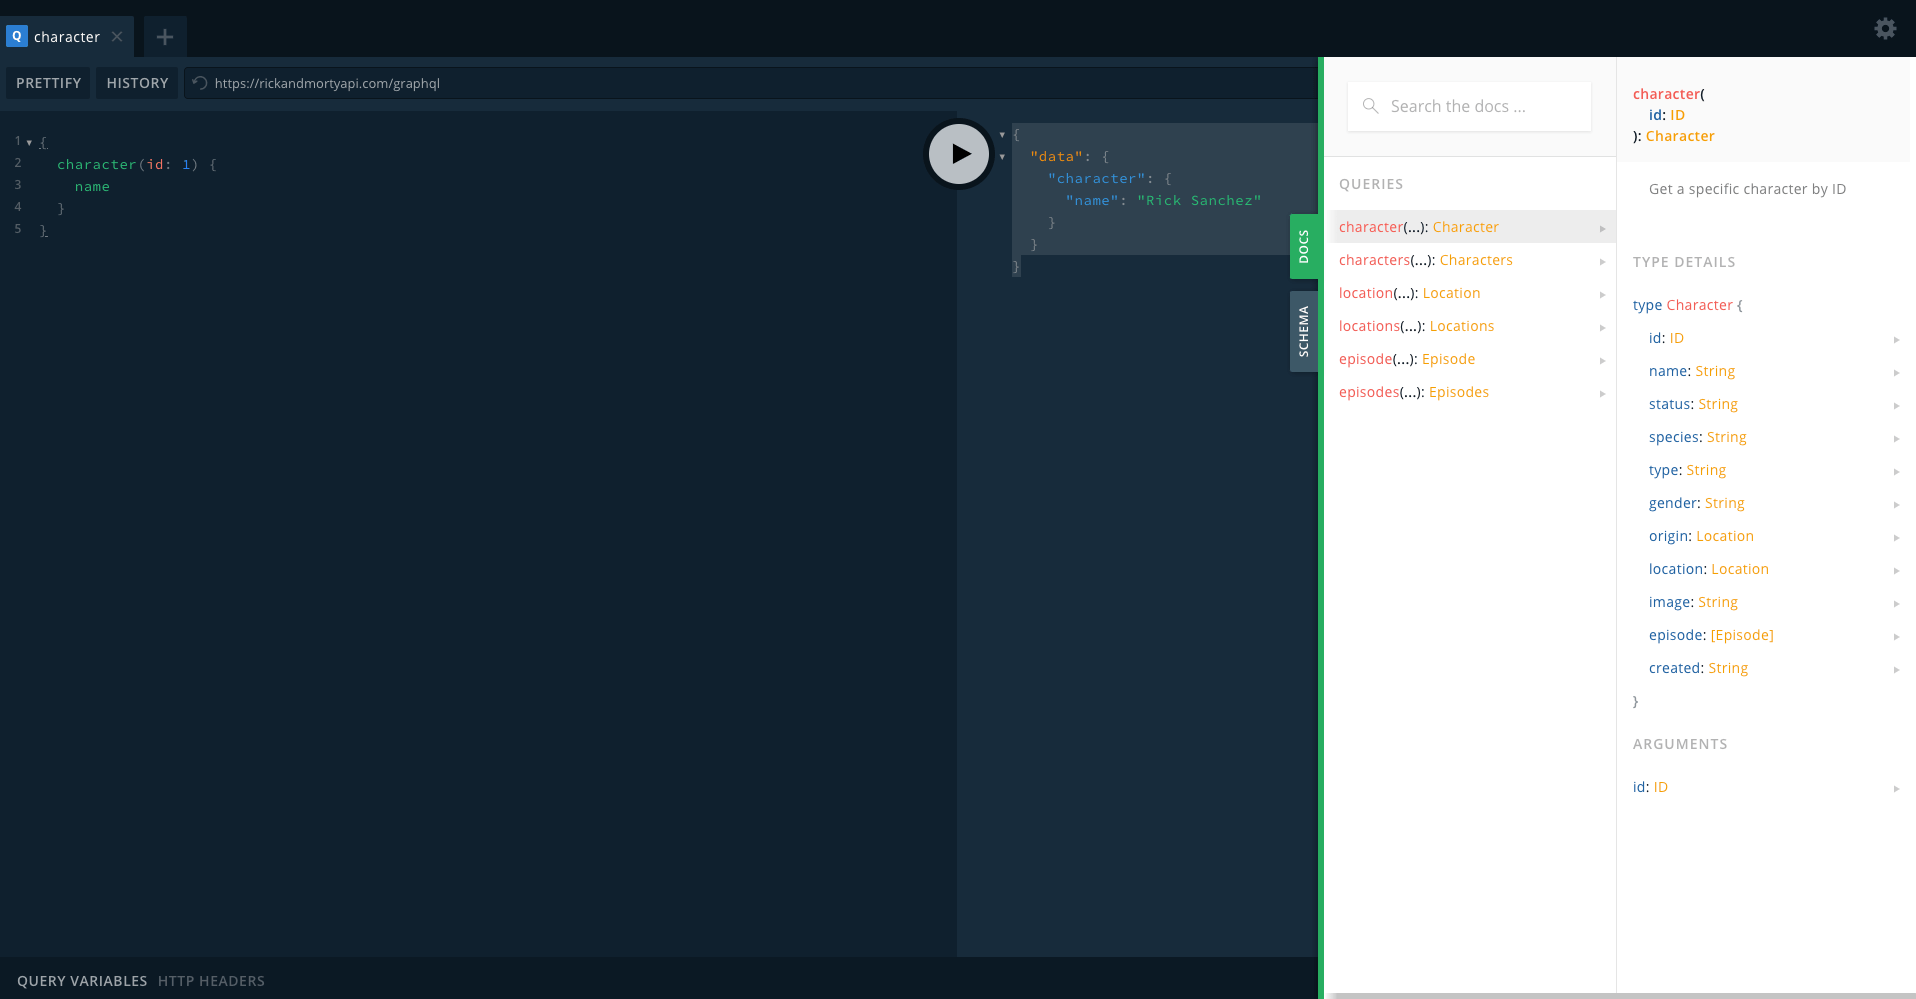 Q character
PRETTIFY HISTORY https://rickandmortyapi.com/graphql
1 {
2 character(id: 1) {
3 name
4 }
5 }
{
"data": {
"character": {
"name": "Rick Sanchez"
}
}
}
QUERY VARIABLES HTTP HEADERS
DOCS
SCHEMA
Search the docs ...
QUERIES
character(...): Character
characters(...): Characters
location(...): Location
locations(...): Locations
episode(...): Episode
episodes(...): Episodes
character(
id: ID
): Character
Get a specific character by ID
TYPE DETAILS
type Character {
id: ID
name: String
status: String
species: String
type: String
gender: String
origin: Location
location: Location
image: String
episode: [Episode]
created: String
}
ARGUMENTS
id: ID